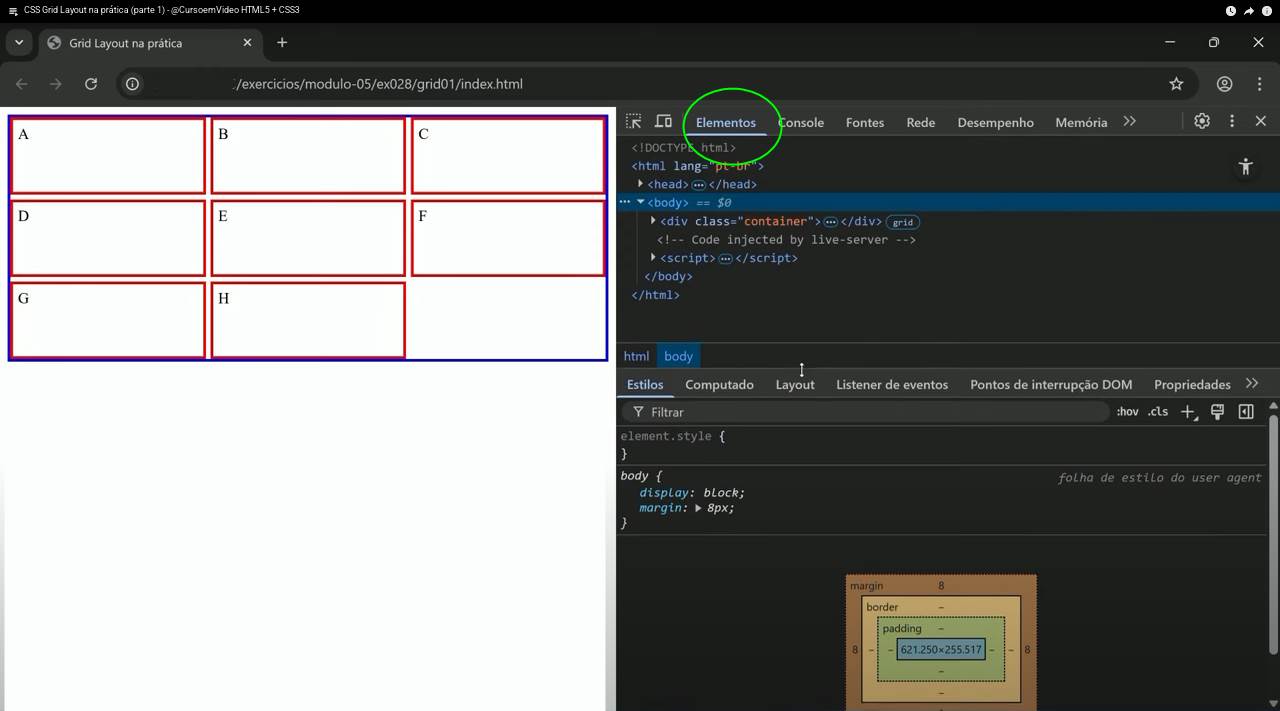 CSS Grid Layout na prática (parte 1) - @CursoemVideo HTML5 + CSS3
Grid Layout na prática
:/exercicios/modulo-05/ex028/grid01/index.html
A B C
D E F
G H
Elementos Console Fontes Rede Desempenho Memória
<!DOCTYPE html>
<html lang="pt-br">
<head>…</head>
<body> == $0
<div class="container">…</div> grid
<!-- Code injected by live-server -->
<script>…</script>
</body>
</html>
html body
Estilos Computado Layout Listener de eventos Pontos de interrupção DOM Propriedades
Filtrar :hov .cls
element.style {
}
body { folha de estilo do user agent
display: block;
margin: 8px;
}
margin 8
border –
padding –
8 – – 621.250×255.517 – – 8
–
–